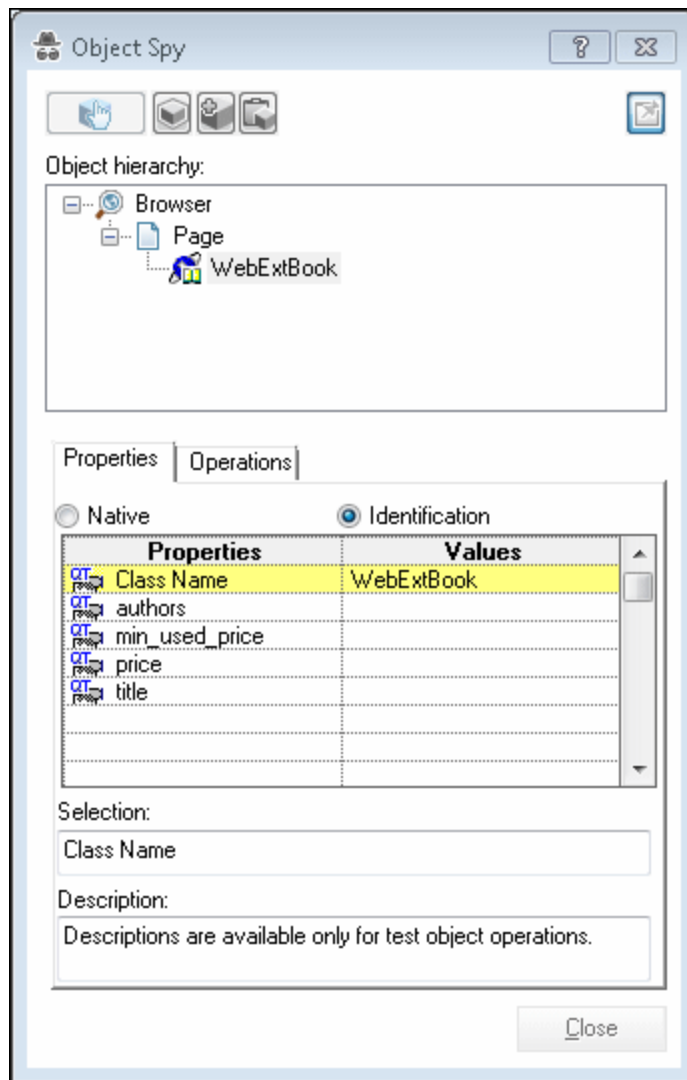 Object Spy
Object hierarchy:
Browser
Page
WebExtBook
Properties Operations
Native Identification
Properties Values
Class Name WebExtBook
authors
min_used_price
price
title
Selection:
Class Name
Description:
Descriptions are available only for test object operations.
Close